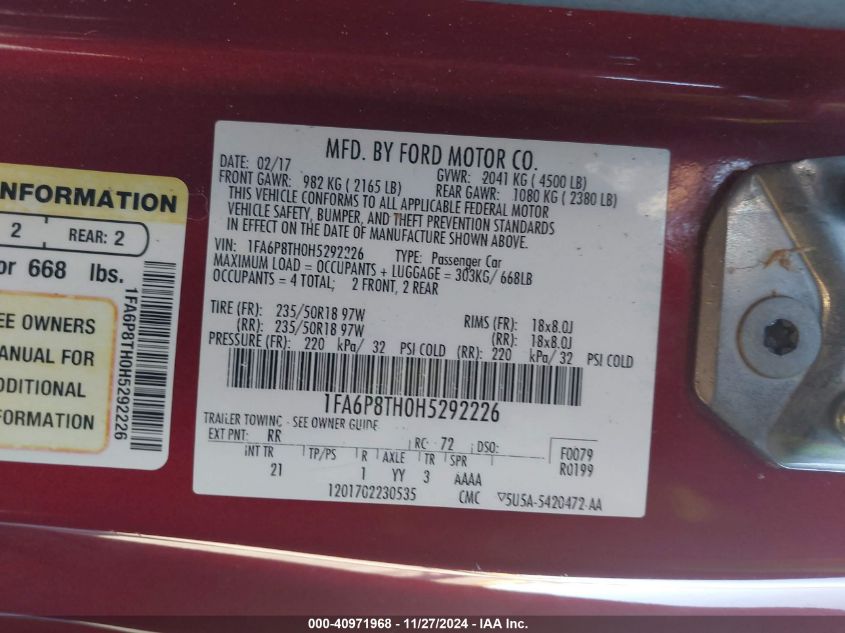 NFORMATION
2 REAR: 2
or 668 lbs.
EE OWNERS
ANUAL FOR
DDITIONAL
FORMATION
1FA6P8TH0H5292226
MFD. BY FORD MOTOR CO.
DATE: 02/17 GVWR: 2041 KG ( 4500 LB)
FRONT GAWR: 982 KG ( 2165 LB) REAR GAWR: 1080 KG ( 2380 LB)
THIS VEHICLE CONFORMS TO ALL APPLICABLE FEDERAL MOTOR
VEHICLE SAFETY, BUMPER, AND THEFT PREVENTION STANDARDS
IN EFFECT ON THE DATE OF MANUFACTURE SHOWN ABOVE.
VIN: 1FA6P8TH0H5292226 TYPE: Passenger Car
MAXIMUM LOAD = OCCUPANTS + LUGGAGE = 303KG/ 668LB
OCCUPANTS = 4 TOTAL; 2 FRONT, 2 REAR
TIRE (FR): 235/50R18 97W RIMS (FR): 18x8.0J
(RR): 235/50R18 97W (RR): 18x8.0J
PRESSURE (FR): 220 kPa/ 32 PSI COLD (RR): 220 kPa/ 32 PSI COLD
1FA6P8TH0H5292226
TRAILER TOWING - SEE OWNER GUIDE
EXT PNT: RR RC: 72 DSO: F0079
INT TR TP/PS R AXLE TR SPR R0199
21 1 YY 3 AAAA
1201702230535 CMC ▽5U5A-5420472-AA
000-40971968 - 11/27/2024 - IAA Inc.